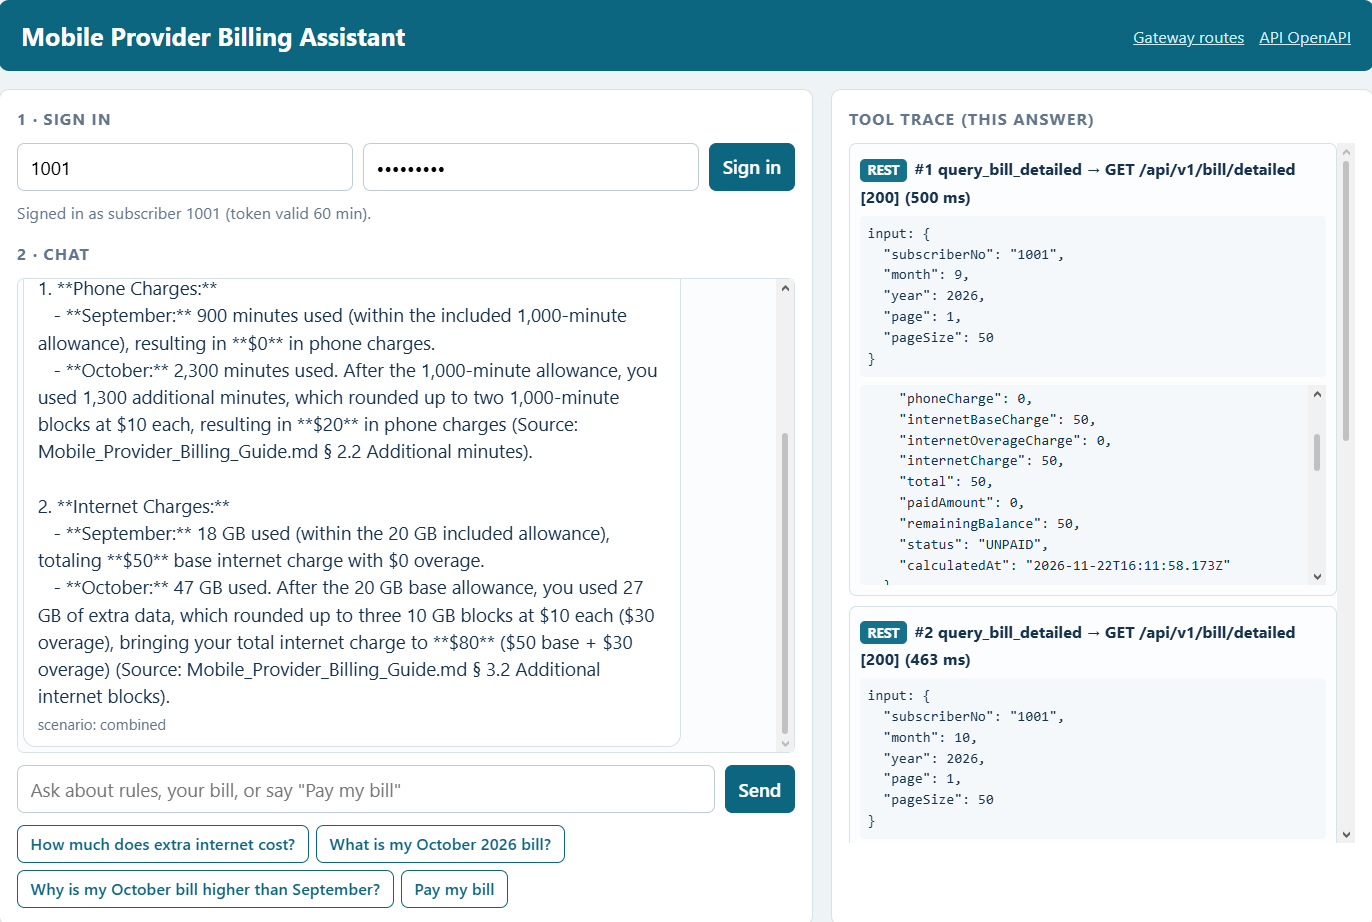 Mobile Provider Billing Assistant
Gateway routes
API OpenAPI
1 · SIGN IN
1001
•••••••••
Sign in
Signed in as subscriber 1001 (token valid 60 min).
2 · CHAT
1. **Phone Charges:**
- **September:** 900 minutes used (within the included 1,000-minute
allowance), resulting in **$0** in phone charges.
- **October:** 2,300 minutes used. After the 1,000-minute allowance, you
used 1,300 additional minutes, which rounded up to two 1,000-minute
blocks at $10 each, resulting in **$20** in phone charges (Source:
Mobile_Provider_Billing_Guide.md § 2.2 Additional minutes).
2. **Internet Charges:**
- **September:** 18 GB used (within the 20 GB included allowance),
totaling **$50** base internet charge with $0 overage.
- **October:** 47 GB used. After the 20 GB base allowance, you used 27
GB of extra data, which rounded up to three 10 GB blocks at $10 each ($30
overage), bringing your total internet charge to **$80** ($50 base + $30
overage) (Source: Mobile_Provider_Billing_Guide.md § 3.2 Additional
internet blocks).
scenario: combined
Ask about rules, your bill, or say "Pay my bill"
Send
How much does extra internet cost?
What is my October 2026 bill?
Why is my October bill higher than September?
Pay my bill
TOOL TRACE (THIS ANSWER)
REST #1 query_bill_detailed → GET /api/v1/bill/detailed
[200] (500 ms)
input: {
"subscriberNo": "1001",
"month": 9,
"year": 2026,
"page": 1,
"pageSize": 50
}
"phoneCharge": 0,
"internetBaseCharge": 50,
"internetOverageCharge": 0,
"internetCharge": 50,
"total": 50,
"paidAmount": 0,
"remainingBalance": 50,
"status": "UNPAID",
"calculatedAt": "2026-11-22T16:11:58.173Z"
}
REST #2 query_bill_detailed → GET /api/v1/bill/detailed
[200] (463 ms)
input: {
"subscriberNo": "1001",
"month": 10,
"year": 2026,
"page": 1,
"pageSize": 50
}